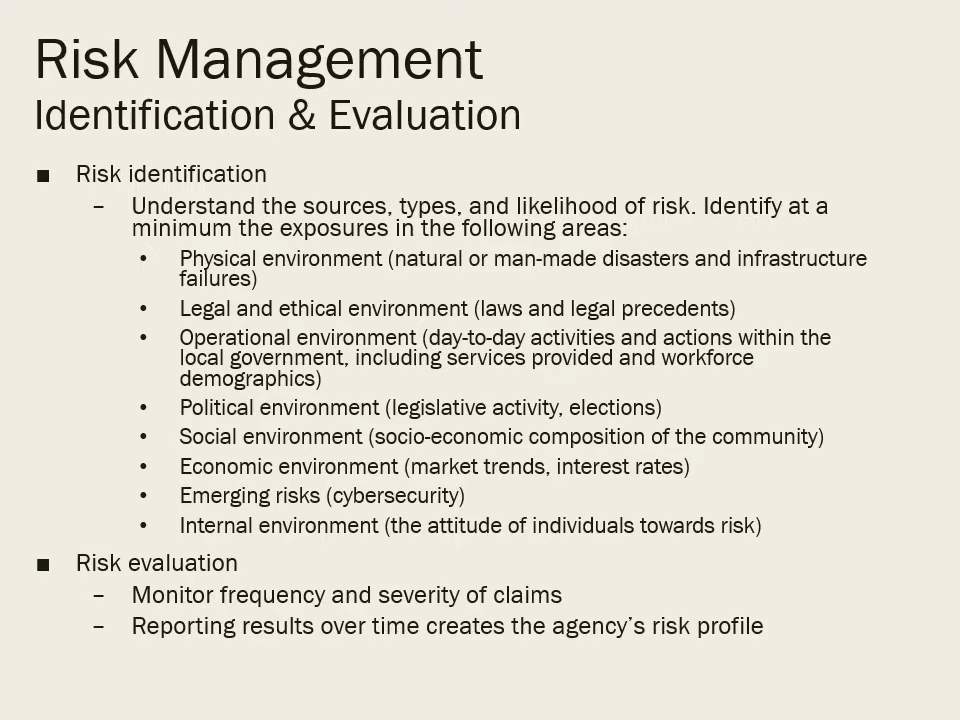 Risk Management
Identification & Evaluation
■ Risk identification
– Understand the sources, types, and likelihood of risk. Identify at a
minimum the exposures in the following areas:
• Physical environment (natural or man-made disasters and infrastructure
failures)
• Legal and ethical environment (laws and legal precedents)
• Operational environment (day-to-day activities and actions within the
local government, including services provided and workforce
demographics)
• Political environment (legislative activity, elections)
• Social environment (socio-economic composition of the community)
• Economic environment (market trends, interest rates)
• Emerging risks (cybersecurity)
• Internal environment (the attitude of individuals towards risk)
■ Risk evaluation
– Monitor frequency and severity of claims
– Reporting results over time creates the agency’s risk profile